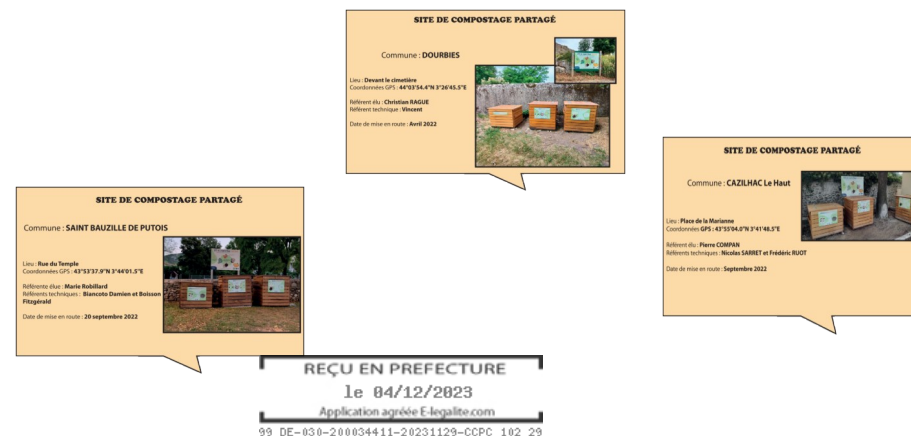 SITE DE COMPOSTAGE PARTAGÉ
Commune : DOURBIES
Lieu : Devant le cimetière
Coordonnées GPS : 44°03'54.4"N 3°26'45.5"E
Référent élu : Christian RAGUE
Référent technique : Vincent
Date de mise en route : Avril 2022
SITE DE COMPOSTAGE PARTAGÉ
Commune : CAZILHAC Le Haut
Lieu : Place de la Marianne
Coordonnées GPS : 43°55'04.0"N 3°41'48.5"E
Référent élu : Pierre COMPAN
Référents techniques : Nicolas SARRET et Frédéric RUOT
Date de mise en route : Septembre 2022
SITE DE COMPOSTAGE PARTAGÉ
Commune : SAINT BAUZILLE DE PUTOIS
Lieu : Rue du Temple
Coordonnées GPS : 43°53'37.9"N 3°44'01.5"E
Référente élue : Marie Robillard
Référents techniques : Biancoto Damien et Boisson
Fitzgérald
Date de mise en route : 20 septembre 2022
REÇU EN PREFECTURE
le 04/12/2023
Application agréée E-legalite.com
99_DE-030-200034411-20231129-CCPC_102_29